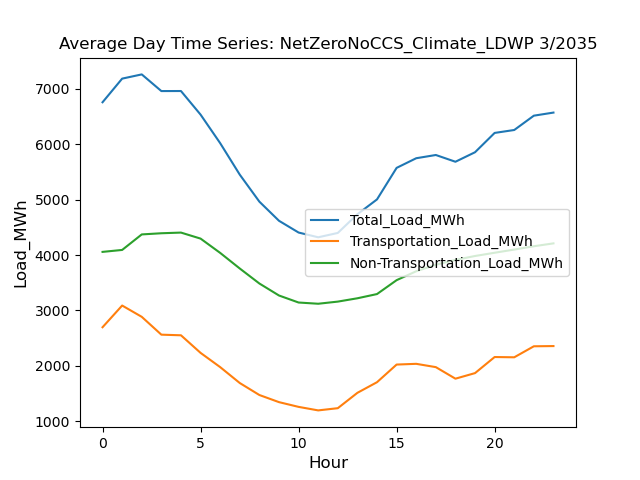 Average Day Time Series: NetZeroNoCCS_Climate_LDWP 3/2035
Load_MWh
7000
6000
5000
4000
3000
2000
1000
Total_Load_MWh
Transportation_Load_MWh
Non-Transportation_Load_MWh
0 5 10 15 20
Hour